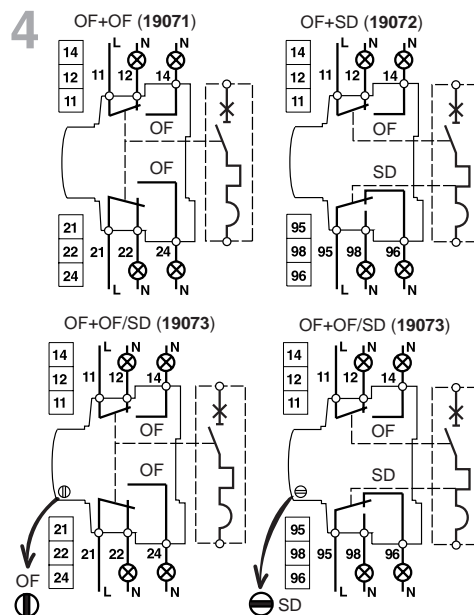 4
OF+OF (19071)
14
12
11
L N N
11 12 14
OF
OF
21
22
24
21 22 24
L N N
OF+SD (19072)
14
12
11
L N N
11 12 14
OF
SD
95
98
96
95 98 96
L N N
OF+OF/SD (19073)
14
12
11
L N N
11 12 14
OF
OF
21
22
24
21 22 24
L N N
OF
OF+OF/SD (19073)
14
12
11
L N N
11 12 14
OF
SD
95
98
96
95 98 96
L N N
SD